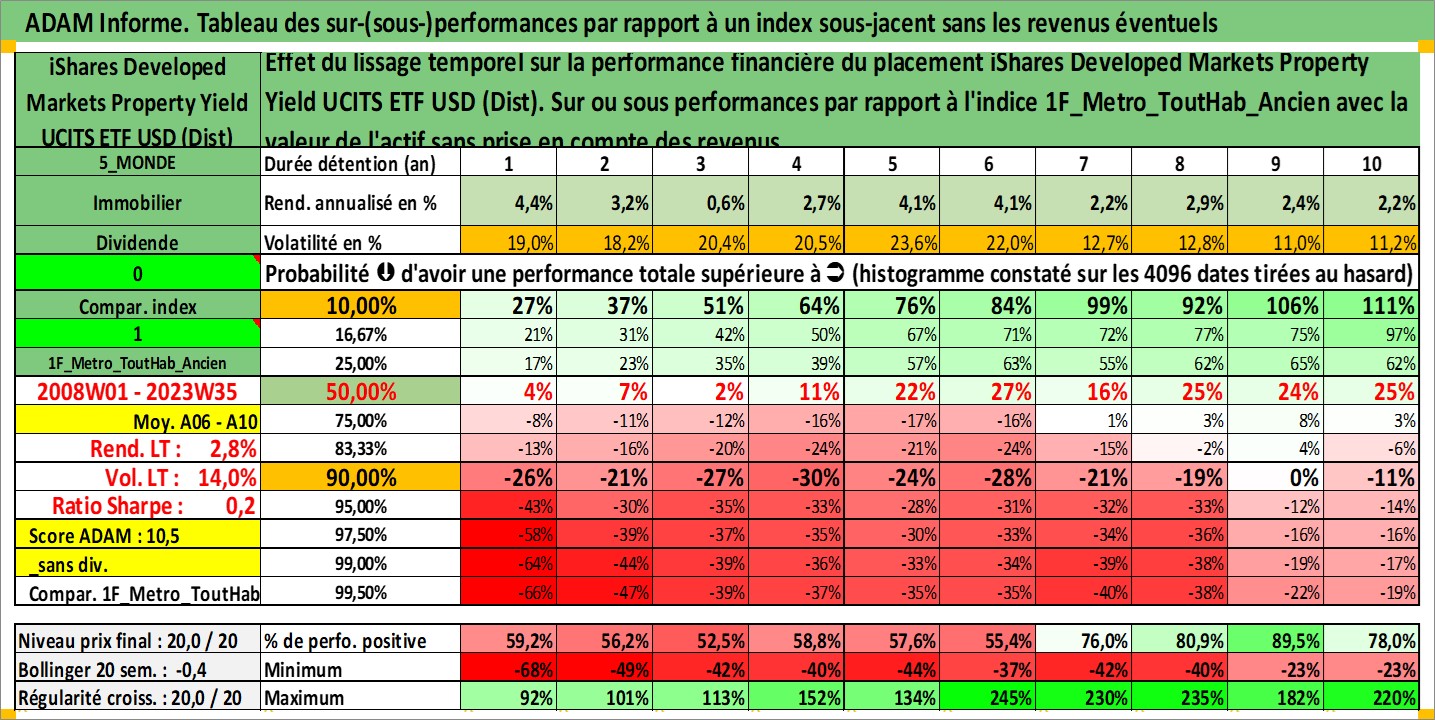 ADAM Informe. Tableau des sur-(sous-)performances par rapport à un index sous-jacent sans les revenus éventuels
iShares Developed
Markets Property Yield
UCITS ETF USD (Dist)
Effet du lissage temporel sur la performance financière du placement iShares Developed Markets Property
Yield UCITS ETF USD (Dist). Sur ou sous performances par rapport à l'indice 1F_Metro_ToutHab_Ancien avec la
valeur de l'actif sans prise en compte des revenus
5_MONDE Durée détention (an) 1 2 3 4 5 6 7 8 9 10
Immobilier Rend. annualisé en % 4,4% 3,2% 0,6% 2,7% 4,1% 4,1% 2,2% 2,9% 2,4% 2,2%
Dividende Volatilité en % 19,0% 18,2% 20,4% 20,5% 23,6% 22,0% 12,7% 12,8% 11,0% 11,2%
0 Probabilité ⮋ d'avoir une performance totale supérieure à ⮊ (histogramme constaté sur les 4096 dates tirées au hasard)
Compar. index 10,00% 27% 37% 51% 64% 76% 84% 99% 92% 106% 111%
1 16,67% 21% 31% 42% 50% 67% 71% 72% 77% 75% 97%
1F_Metro_ToutHab_Ancien 25,00% 17% 23% 35% 39% 57% 63% 55% 62% 65% 62%
2008W01 - 2023W35 50,00% 4% 7% 2% 11% 22% 27% 16% 25% 24% 25%
Moy. A06 - A10 75,00% -8% -11% -12% -16% -17% -16% 1% 3% 8% 3%
Rend. LT : 2,8% 83,33% -13% -16% -20% -24% -21% -24% -15% -2% 4% -6%
Vol. LT : 14,0% 90,00% -26% -21% -27% -30% -24% -28% -21% -19% 0% -11%
Ratio Sharpe : 0,2 95,00% -43% -30% -35% -33% -28% -31% -32% -33% -12% -14%
Score ADAM : 10,5 97,50% -58% -39% -37% -35% -30% -33% -34% -36% -16% -16%
_sans div. 99,00% -64% -44% -39% -36% -33% -34% -39% -38% -19% -17%
Compar. 1F_Metro_ToutHab 99,50% -66% -47% -39% -37% -35% -35% -40% -38% -22% -19%
Niveau prix final : 20,0 / 20 % de perfo. positive 59,2% 56,2% 52,5% 58,8% 57,6% 55,4% 76,0% 80,9% 89,5% 78,0%
Bollinger 20 sem. : -0,4 Minimum -68% -49% -42% -40% -44% -37% -42% -40% -23% -23%
Régularité croiss. : 20,0 / 20 Maximum 92% 101% 113% 152% 134% 245% 230% 235% 182% 220%